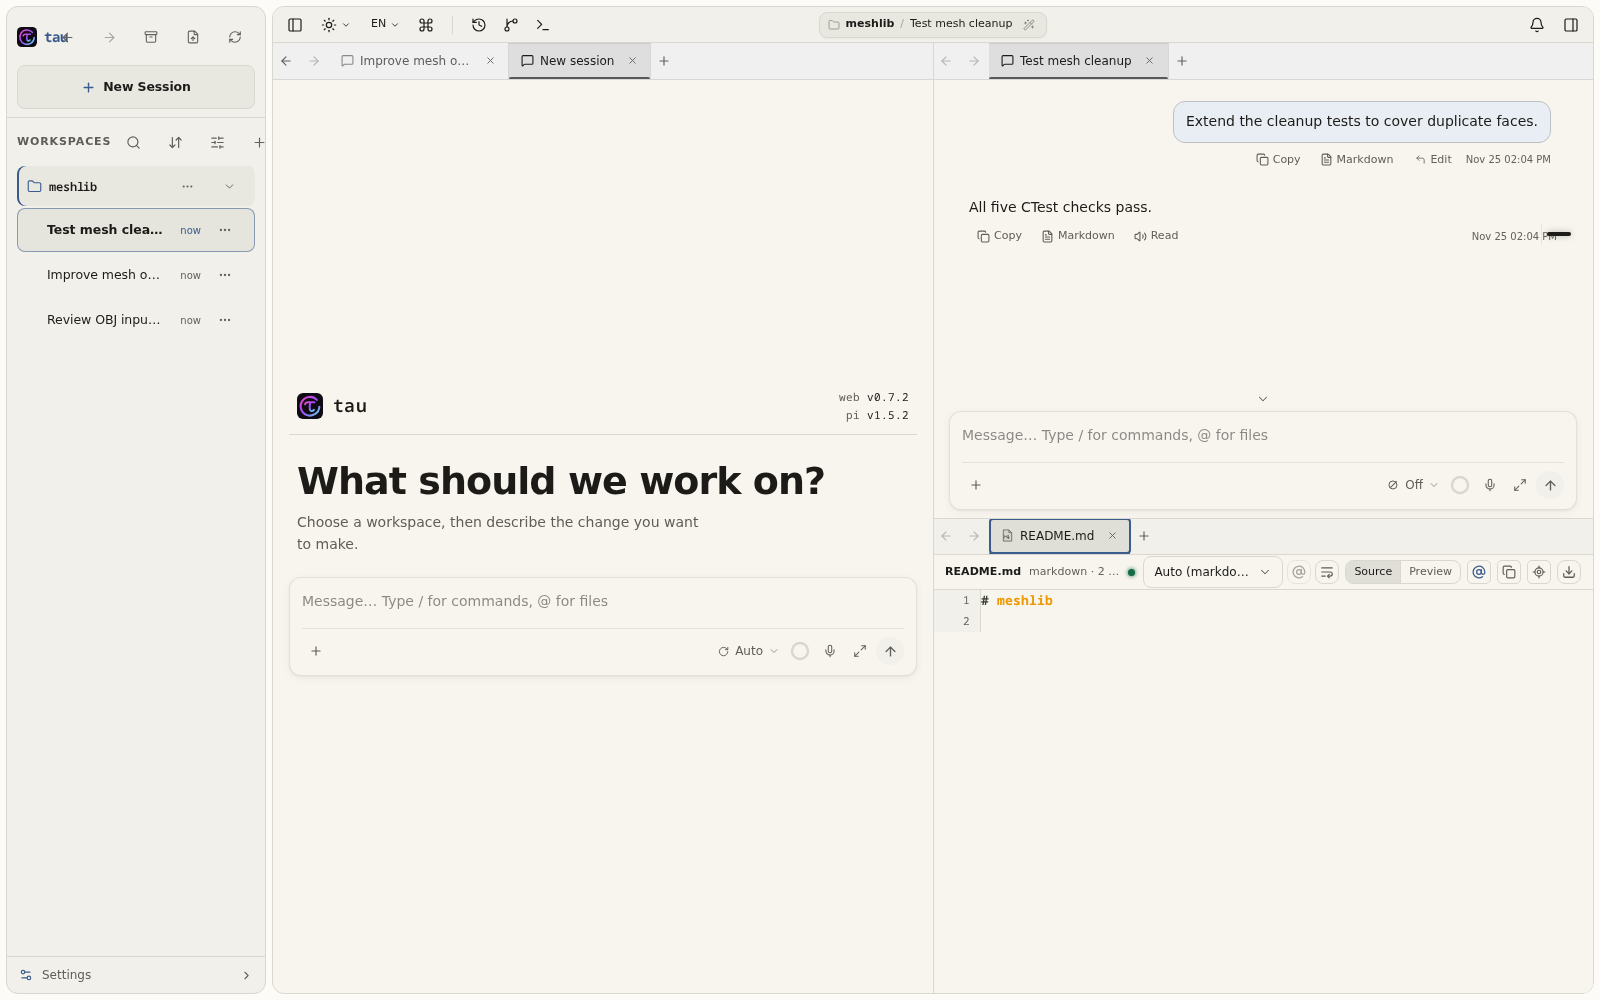 tau
New Session
WORKSPACES
meshlib
Test mesh clea... now
Improve mesh o... now
Review OBJ inpu... now
Settings
EN
meshlib / Test mesh cleanup
Improve mesh o...
New session
tau
web v0.7.2
pi v1.5.2
What should we work on?
Choose a workspace, then describe the change you want
to make.
Message... Type / for commands, @ for files
Auto
Test mesh cleanup
Extend the cleanup tests to cover duplicate faces.
Copy Markdown Edit Nov 25 02:04 PM
All five CTest checks pass.
Copy Markdown Read Nov 25 02:04 PM
Message... Type / for commands, @ for files
Off
README.md
README.md markdown · 2 ... Auto (markdo... Source Preview
1 # meshlib
2